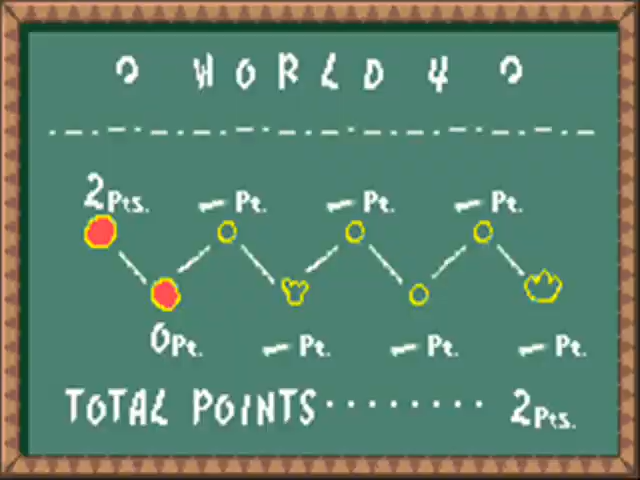 WORLD 4
2Pts. – Pt. – Pt. – Pt.
0Pt. – Pt. – Pt. – Pt.
TOTAL POINTS········ 2Pts.